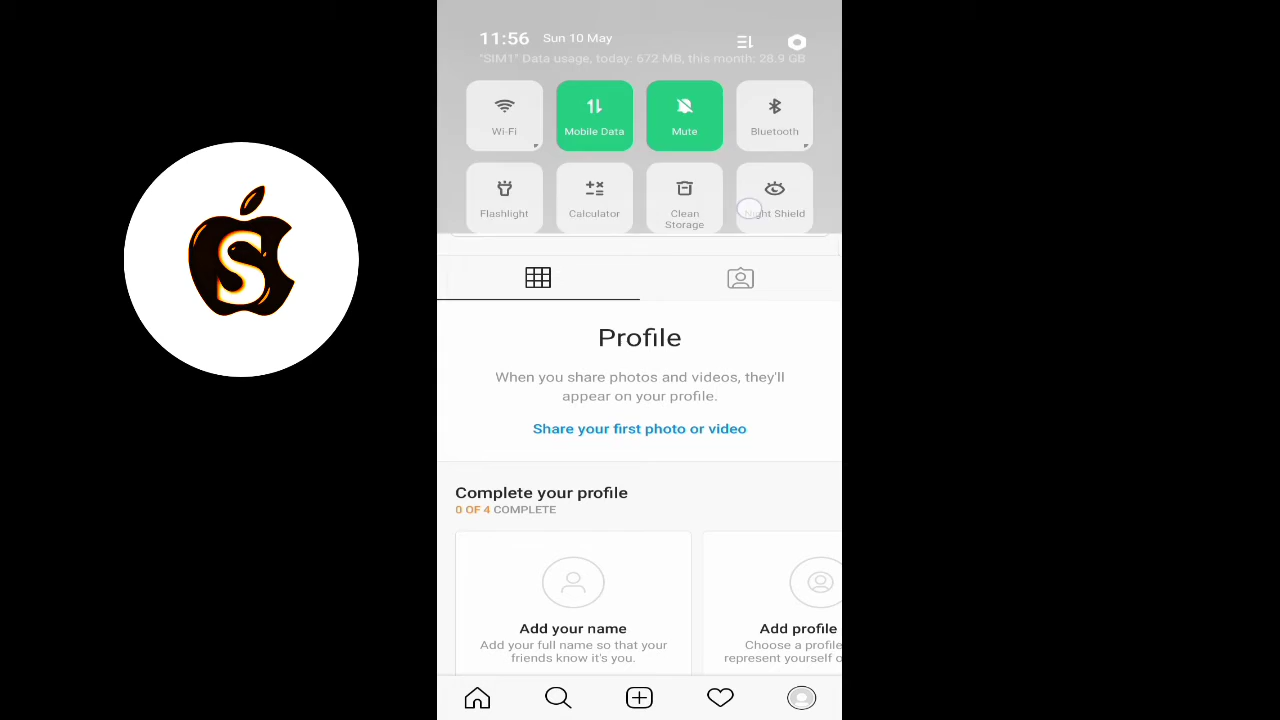 11:56 Sun 10 May
"SIM1" Data usage, today: 672 MB, this month: 28.9 GB
Wi-Fi Mobile Data Mute Bluetooth
Flashlight Calculator Clean Night Shield
Storage
Profile
When you share photos and videos, they'll
appear on your profile.
Share your first photo or video
Complete your profile
0 OF 4 COMPLETE
Add your name
Add your full name so that your
friends know it's you.
Add profile
Choose a profile
represent yourself
S